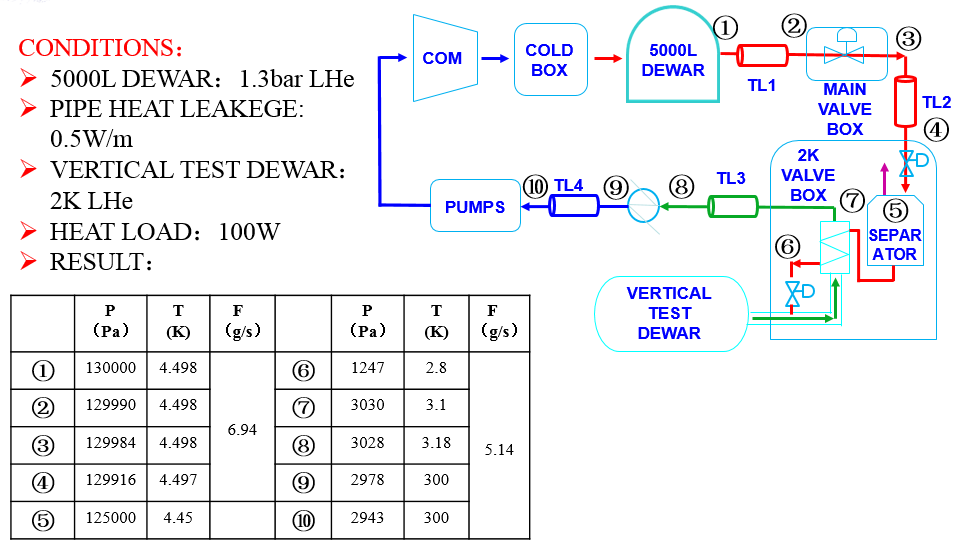 CONDITIONS：
➢ 5000L DEWAR：1.3bar LHe
➢ PIPE HEAT LEAKEGE:
0.5W/m
➢ VERTICAL TEST DEWAR：
2K LHe
➢ HEAT LOAD：100W
➢ RESULT：
COM
COLD
BOX
5000L
DEWAR
①
TL1
②
MAIN
VALVE
BOX
③
TL2
④
2K
VALVE
BOX
⑤
SEPAR
ATOR
⑥
⑦
VERTICAL
TEST
DEWAR
TL3
⑧
⑨
TL4
⑩
PUMPS
P（Pa） T(K) F（g/s） P（Pa） T(K) F（g/s）
① 130000 4.498 6.94 ⑥ 1247 2.8 5.14
② 129990 4.498 ⑦ 3030 3.1
③ 129984 4.498 ⑧ 3028 3.18
④ 129916 4.497 ⑨ 2978 300
⑤ 125000 4.45 ⑩ 2943 300